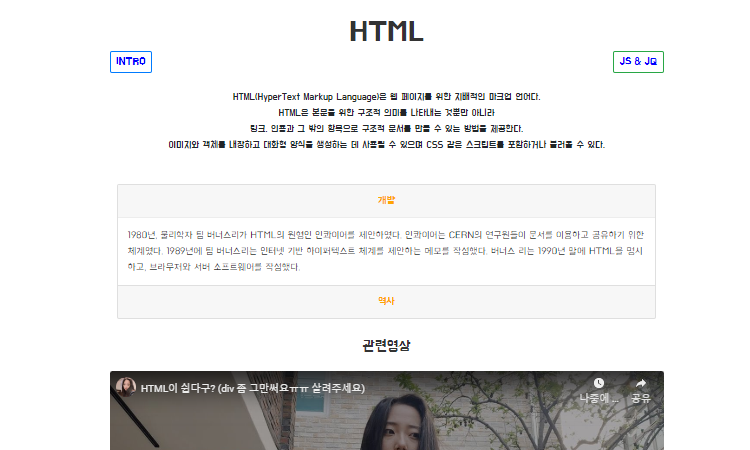 HTML
INTRO
JS & JQ
HTML(HyperText Markup Language)은 웹 페이지를 위한 지배적인 마크업 언어다.
HTML은 본문을 위한 구조적 의미를 나타내는 것뿐만 아니라
링크, 인용과 그 밖의 항목으로 구조적 문서를 만들 수 있는 방법을 제공한다.
이미지와 객체를 내장하고 대화형 양식을 생성하는 데 사용될 수 있으며 CSS 같은 스크립트를 포함하거나 불러올 수 있다.
개발
1980년, 물리학자 팀 버너스리가 HTML의 원형인 인콰이어를 제안하였다. 인콰이어는 CERN의 연구원들이 문서를 이용하고 공유하기 위한
체계였다. 1989년에 팀 버너스리는 인터넷 기반 하이퍼텍스트 체계를 제안하는 메모를 작성했다. 버너스 리는 1990년 말에 HTML을 명시
하고, 브라우저와 서버 소프트웨어를 작성했다.
역사
관련영상
HTML이 쉽다구? (div 좀 그만써요ㅠㅠ 살려주세요)
나중에 ...
공유